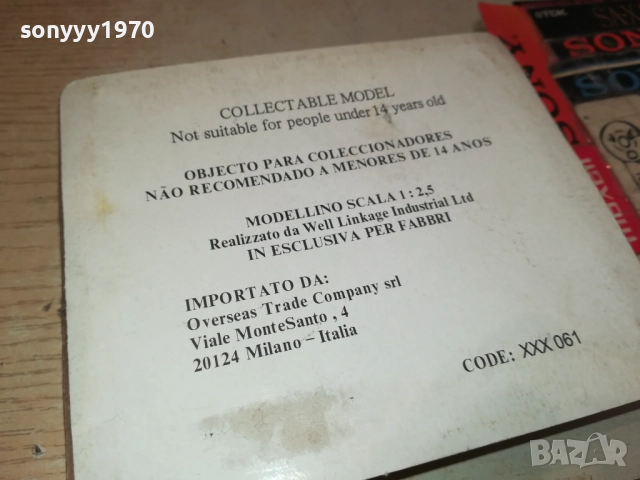 sonyyy1970
COLLECTABLE MODEL
Not suitable for people under 14 years old
OBJECTO PARA COLECCIONADORES
NÃO RECOMENDADO A MENORES DE 14 ANOS
MODELLINO SCALA 1 : 2,5
Realizzato da Well Linkage Industrial Ltd
IN ESCLUSIVA PER FABBRI
IMPORTATO DA:
Overseas Trade Company srl
Viale MonteSanto , 4
20124 Milano – Italia
CODE: XXX 061
TDK
maxell
BAZAR